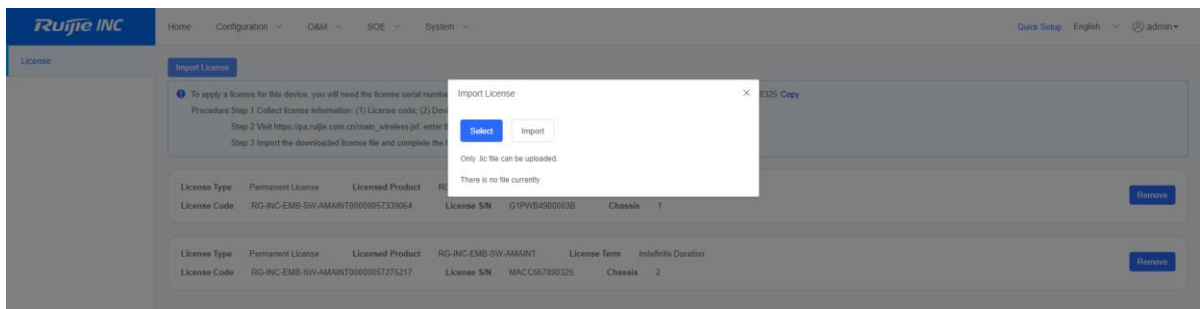 Ruijie INC
Home Configuration O&M SOE System Quick Setup English admin
License
Import License
To apply a license for this device, you will need the license serial numbe 0325 Copy
Procedure:Step 1 Collect license information: (1) License code; (2) Devi
Step 2 Visit https://pa.ruijie.com.cn/main_wireless.jsf, enter t
Step 3 Import the downloaded license file and complete the
Import License
Select Import
Only .lic file can be uploaded.
There is no file currently
License Type Permanent License Licensed Product
License Code RG-INC-EMB-SW-AMAINT00000057339064 License S/N G1PWB4900003B Chassis 1
Remove
License Type Permanent License Licensed Product RG-INC-EMB-SW-AMAINT License Term Indefinite Duration
License Code RG-INC-EMB-SW-AMAINT00000057275217 License S/N MACC567890325 Chassis 2
Remove